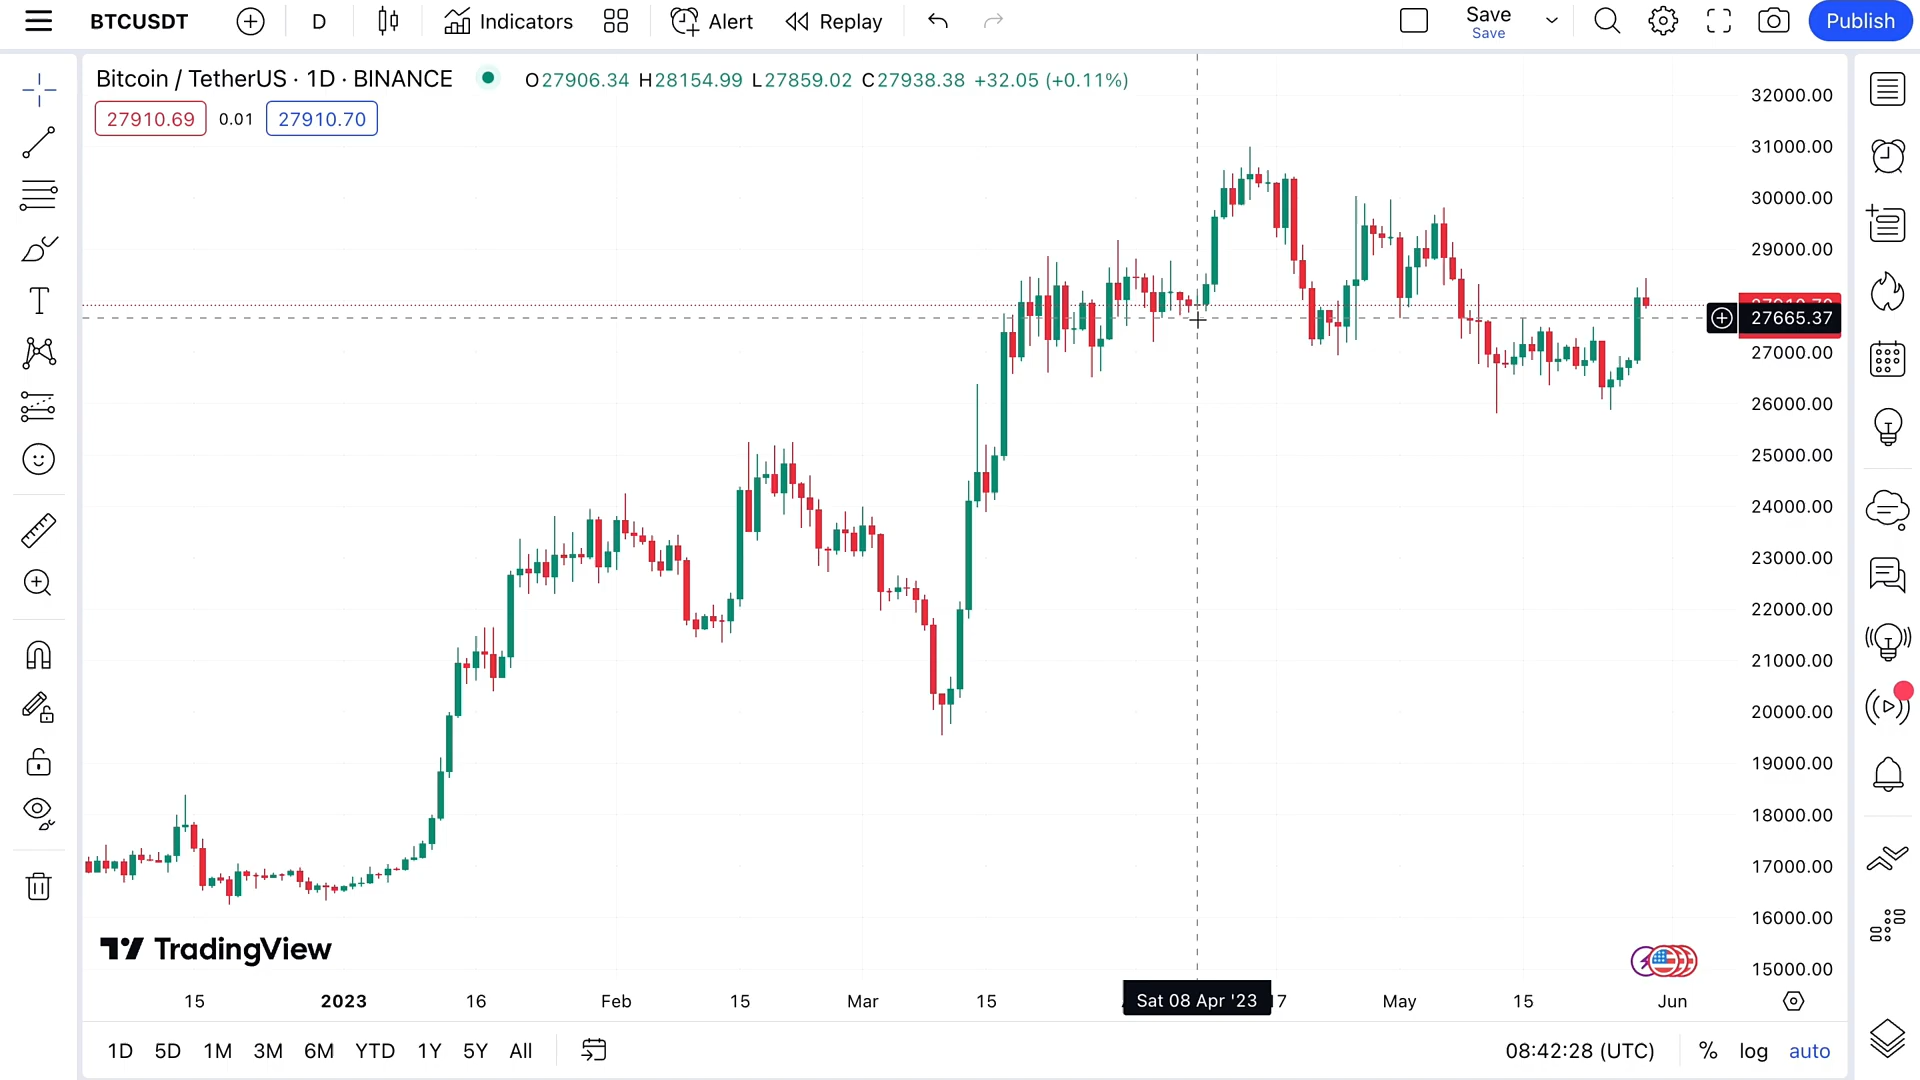 BTCUSDT D Indicators Alert Replay Save Publish
Save
Bitcoin / TetherUS · 1D · BINANCE O27906.34 H28154.99 L27859.02 C27938.38 +32.05 (+0.11%)
27910.69 0.01 27910.70
32000.00
31000.00
30000.00
29000.00
27665.37
27000.00
26000.00
25000.00
24000.00
23000.00
22000.00
21000.00
20000.00
19000.00
18000.00
17000.00
16000.00
15000.00
TradingView
15 2023 16 Feb 15 Mar 15 Sat 08 Apr '23 17 May 15 Jun
1D 5D 1M 3M 6M YTD 1Y 5Y All 08:42:28 (UTC) % log auto